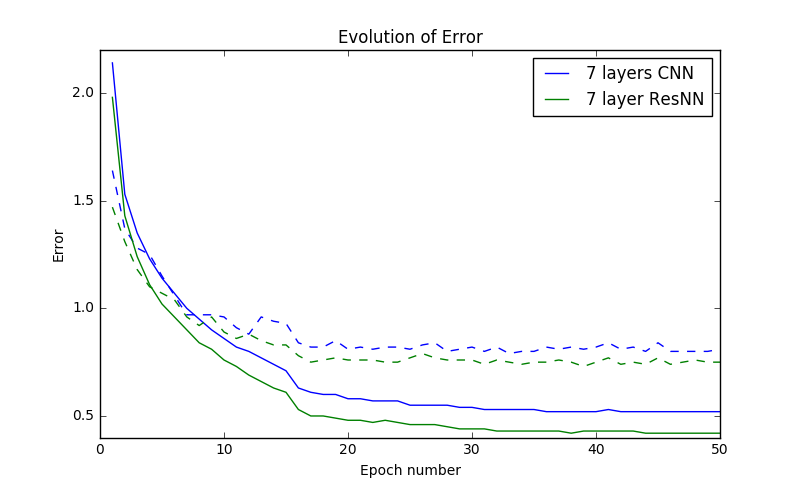 Evolution of Error
7 layers CNN
7 layer ResNN
2.0
1.5
1.0
0.5
Error
0 10 20 30 40 50
Epoch number